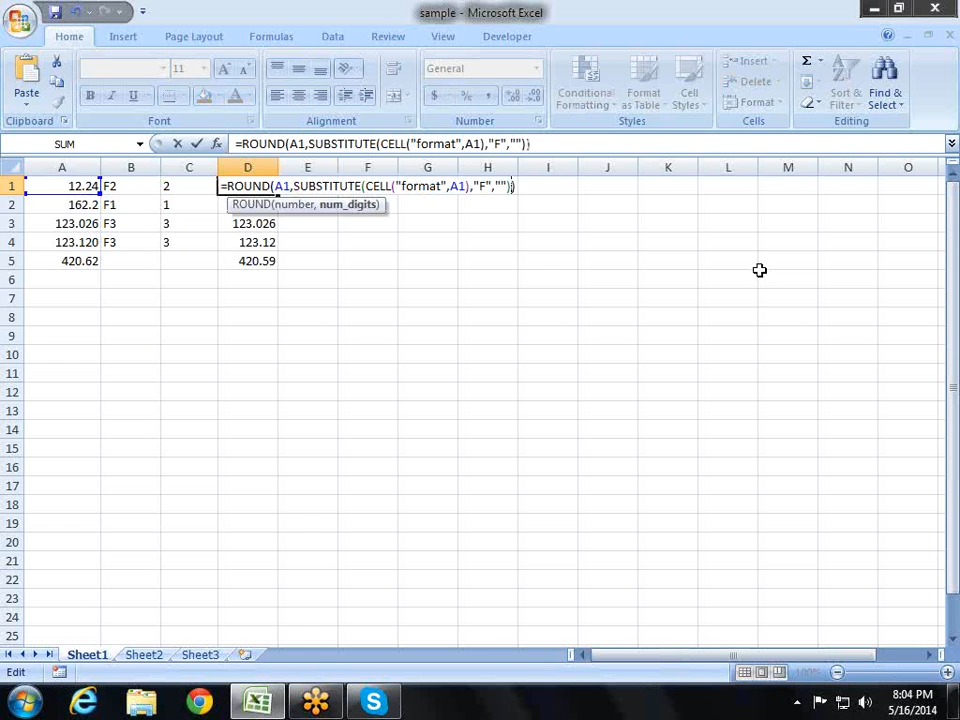 sample - Microsoft Excel
Home Insert Page Layout Formulas Data Review View Developer
Paste
Clipboard
11
B I U
Font
Alignment
General
$ % ,
Number
Conditional Formatting
Format as Table
Cell Styles
Styles
Insert
Delete
Format
Cells
Σ
Sort & Filter
Find & Select
Editing
SUM fx =ROUND(A1,SUBSTITUTE(CELL("format",A1),"F",""))
A B C D E F G H I J K L M N O
1 12.24 F2 2 =ROUND(A1,SUBSTITUTE(CELL("format",A1),"F",""))
2 162.2 F1 1 ROUND(number, num_digits)
3 123.026 F3 3 123.026
4 123.120 F3 3 123.12
5 420.62 420.59
6
7
8
9
10
11
12
13
14
15
16
17
18
19
20
21
22
23
24
25
Sheet1 Sheet2 Sheet3
Edit 100%
8:04 PM
5/16/2014